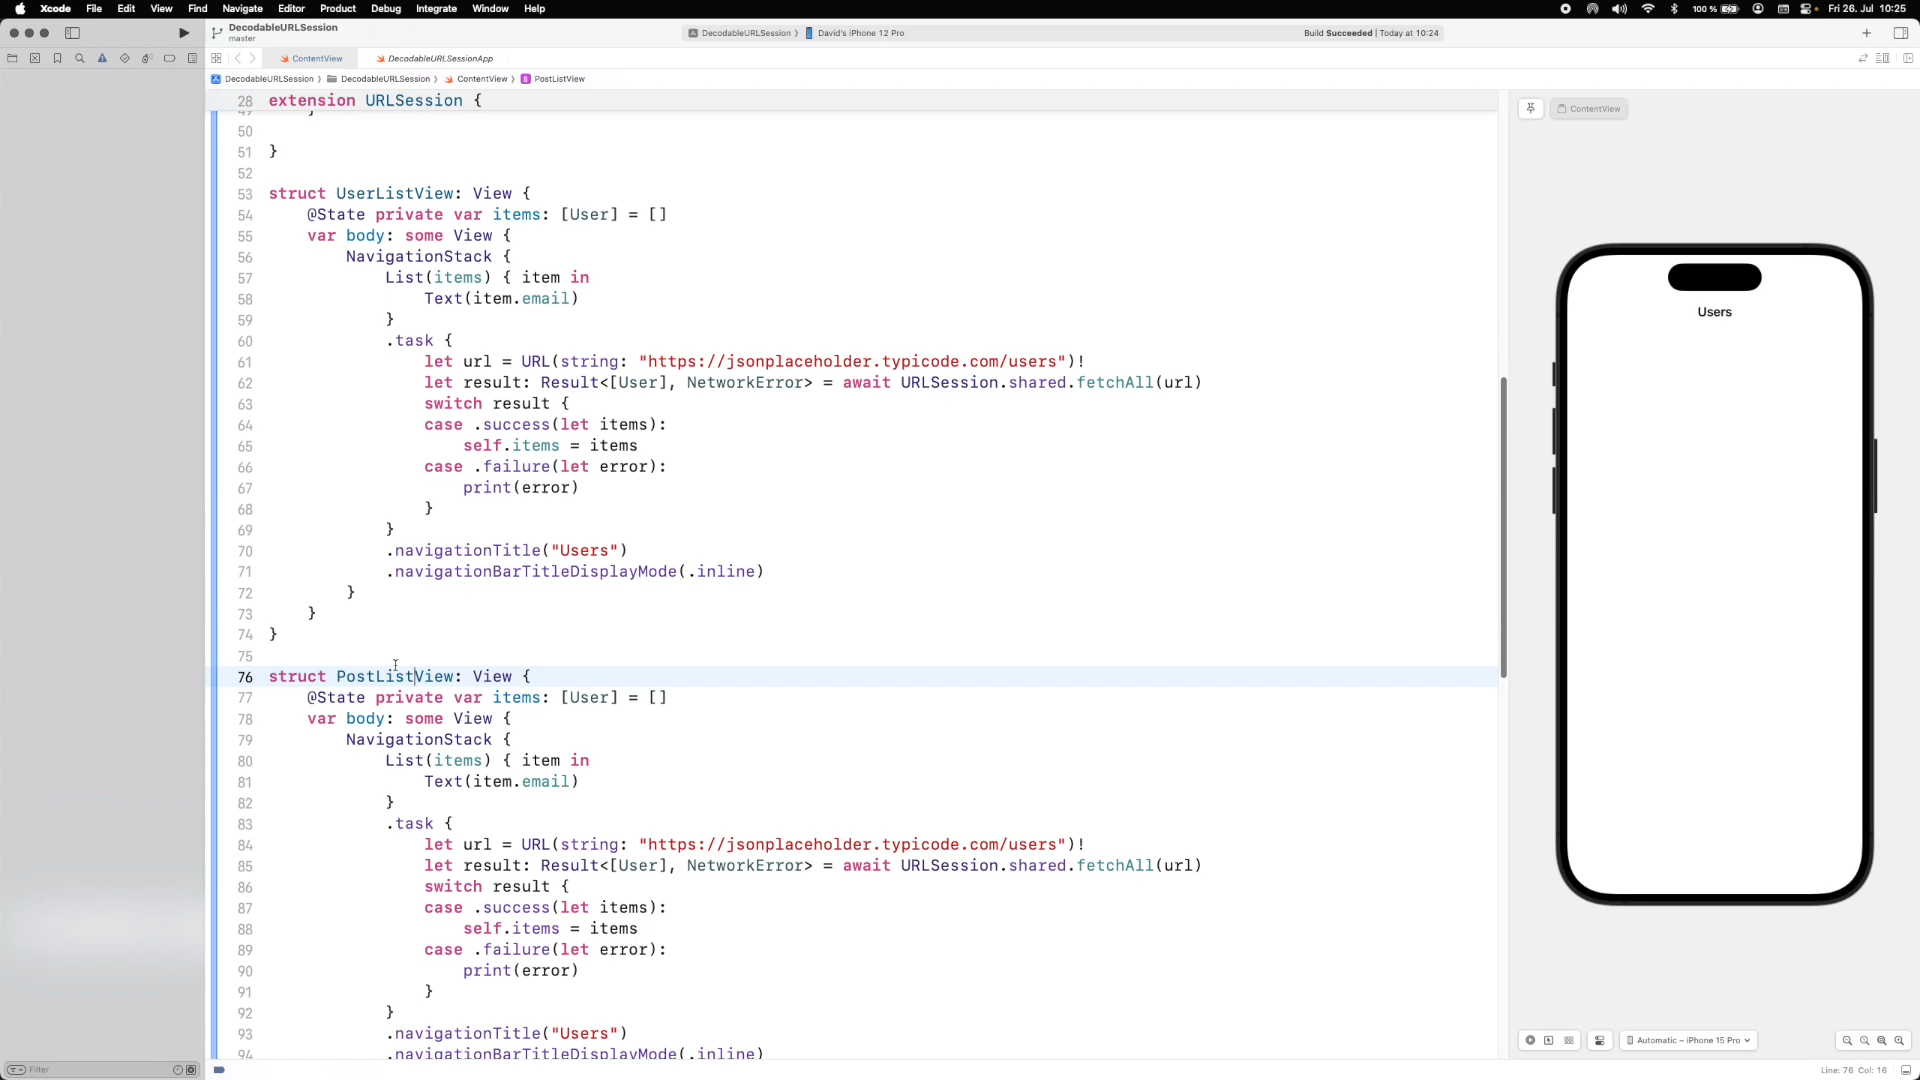 Xcode File Edit View Find Navigate Editor Product Debug Integrate Window Help
100 % Fri 26. Jul 10:25
DecodableURLSession
master
DecodableURLSession David's iPhone 12 Pro
Build Succeeded | Today at 10:24
ContentView DecodableURLSessionApp
DecodableURLSession DecodableURLSession ContentView S PostListView
28 extension URLSession {
49 }
50
51 }
52
53 struct UserListView: View {
54 @State private var items: [User] = []
55 var body: some View {
56 NavigationStack {
57 List(items) { item in
58 Text(item.email)
59 }
60 .task {
61 let url = URL(string: "https://jsonplaceholder.typicode.com/users")!
62 let result: Result<[User], NetworkError> = await URLSession.shared.fetchAll(url)
63 switch result {
64 case .success(let items):
65 self.items = items
66 case .failure(let error):
67 print(error)
68 }
69 }
70 .navigationTitle("Users")
71 .navigationBarTitleDisplayMode(.inline)
72 }
73 }
74 }
75
76 struct PostListView: View {
77 @State private var items: [User] = []
78 var body: some View {
79 NavigationStack {
80 List(items) { item in
81 Text(item.email)
82 }
83 .task {
84 let url = URL(string: "https://jsonplaceholder.typicode.com/users")!
85 let result: Result<[User], NetworkError> = await URLSession.shared.fetchAll(url)
86 switch result {
87 case .success(let items):
88 self.items = items
89 case .failure(let error):
90 print(error)
91 }
92 }
93 .navigationTitle("Users")
94 .navigationBarTitleDisplayMode(.inline)
ContentView
Users
Automatic – iPhone 15 Pro
Filter
Line: 76 Col: 16